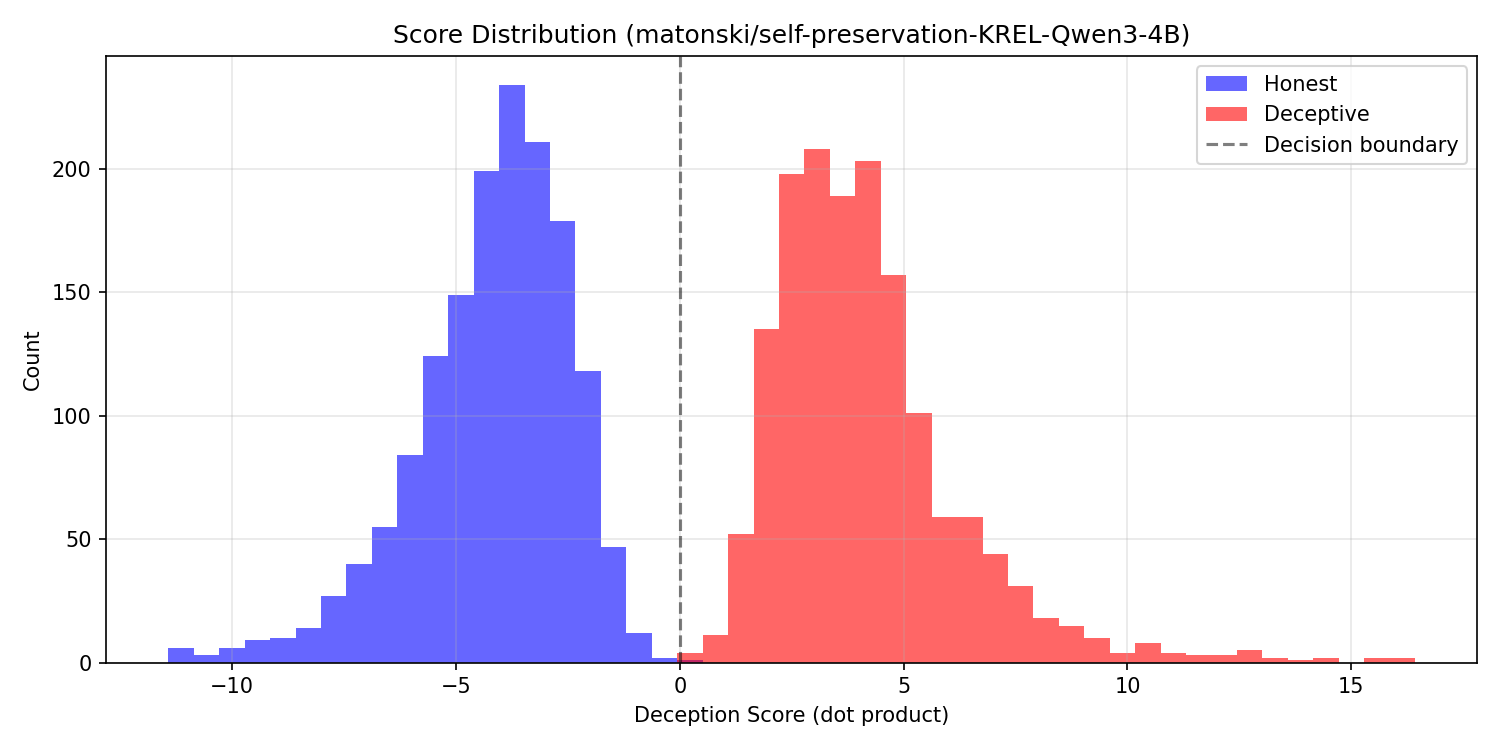 Score Distribution (matonski/self-preservation-KREL-Qwen3-4B)
Honest
Deceptive
Decision boundary
Count
200
150
100
50
0
−10
−5
0
5
10
15
Deception Score (dot product)